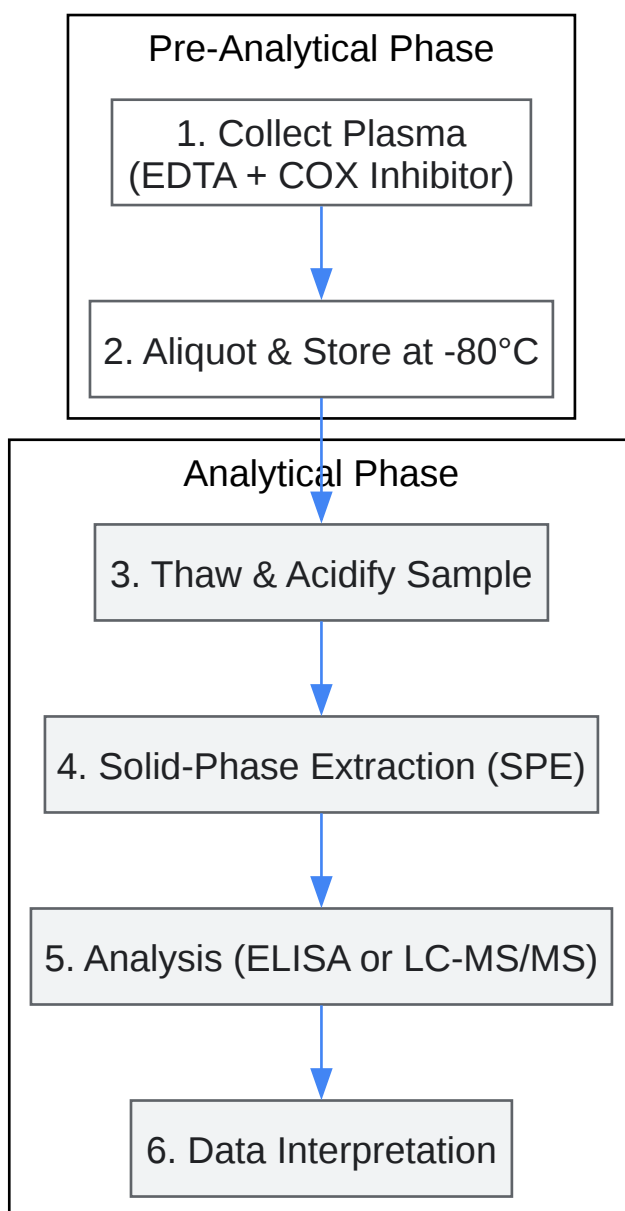 Pre-Analytical Phase
1. Collect Plasma
(EDTA + COX Inhibitor)
2. Aliquot & Store at -80°C
Analytical Phase
3. Thaw & Acidify Sample
4. Solid-Phase Extraction (SPE)
5. Analysis (ELISA or LC-MS/MS)
6. Data Interpretation